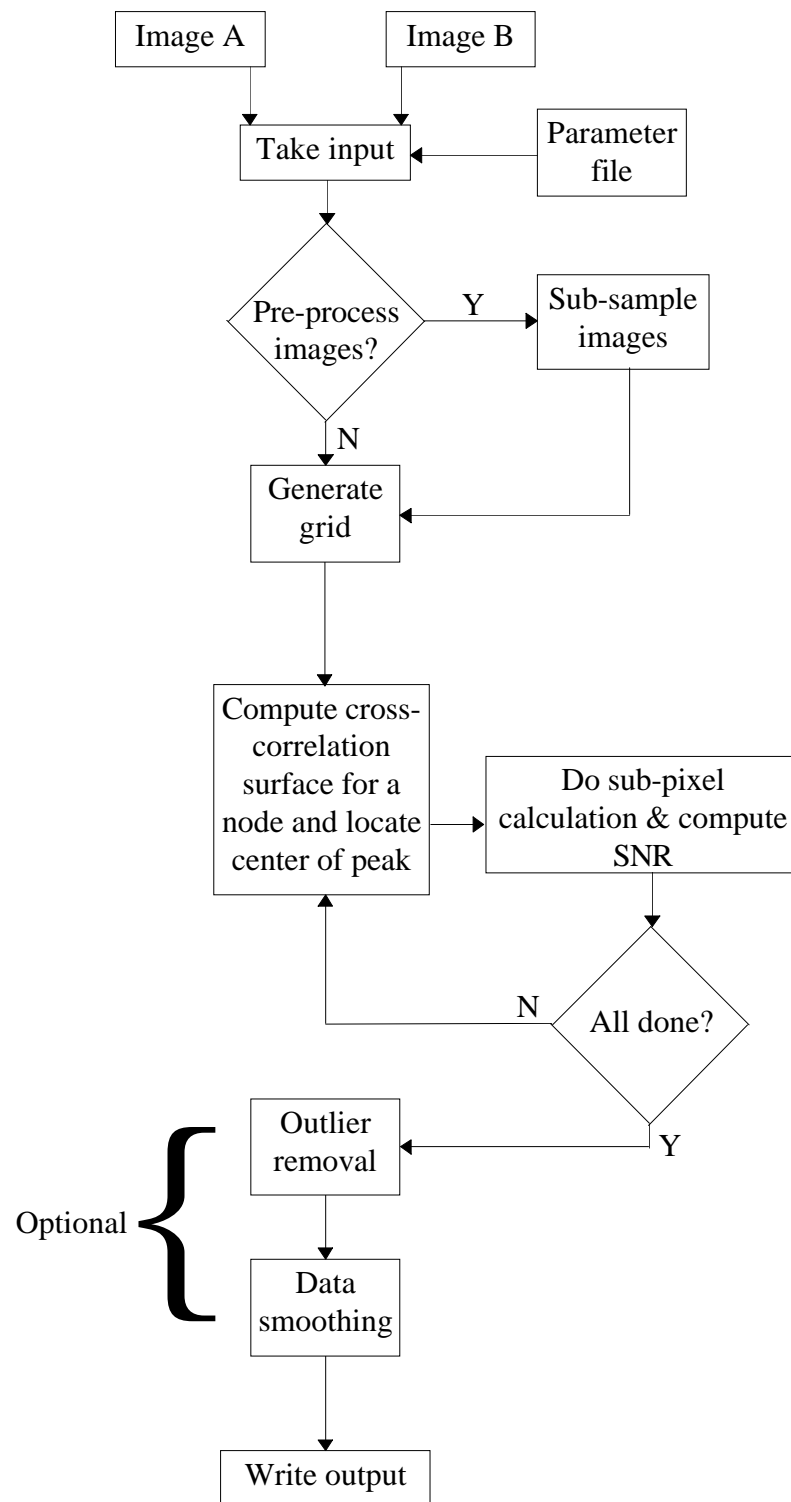 Image A
Image B
Take input
Parameter
file
Pre-process
images?
Y
Sub-sample
images
N
Generate
grid
Compute cross-
correlation
surface for a
node and locate
center of peak
Do sub-pixel
calculation & compute
SNR
N
All done?
Y
Outlier
removal
Optional
Data
smoothing
Write output